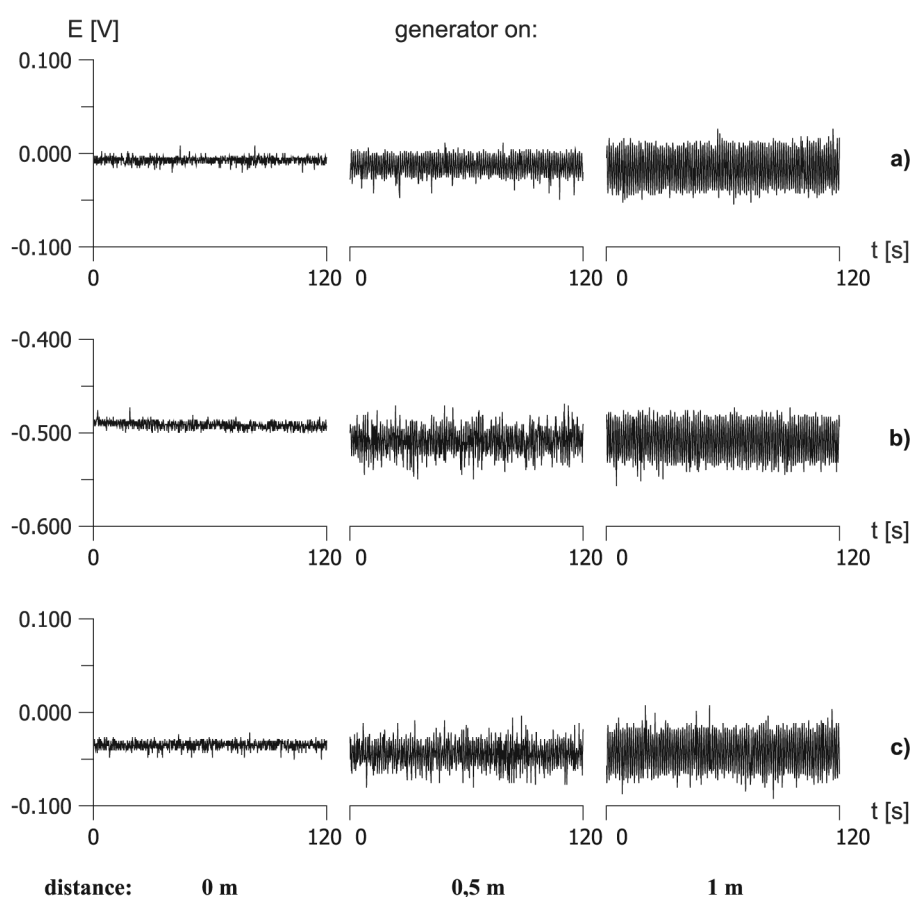 E [V] generator on:
0.100
0.000 a)
-0.100 t [s]
0 120 0 120 0 120
-0.400
-0.500 b)
-0.600 t [s]
0 120 0 120 0 120
0.100
0.000 c)
-0.100 t [s]
0 120 0 120 0 120
distance: 0 m 0,5 m 1 m